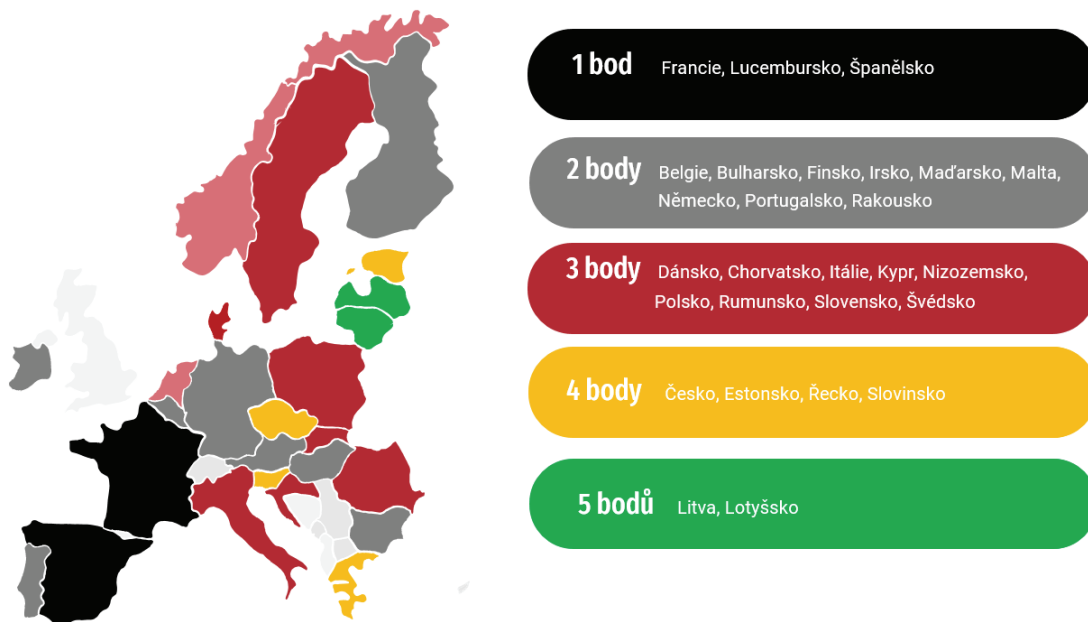 1 bod Francie, Lucembursko, Španělsko
2 body Belgie, Bulharsko, Finsko, Irsko, Maďarsko, Malta,
Německo, Portugalsko, Rakousko
3 body Dánsko, Chorvatsko, Itálie, Kypr, Nizozemsko,
Polsko, Rumunsko, Slovensko, Švédsko
4 body Česko, Estonsko, Řecko, Slovinsko
5 bodů Litva, Lotyšsko